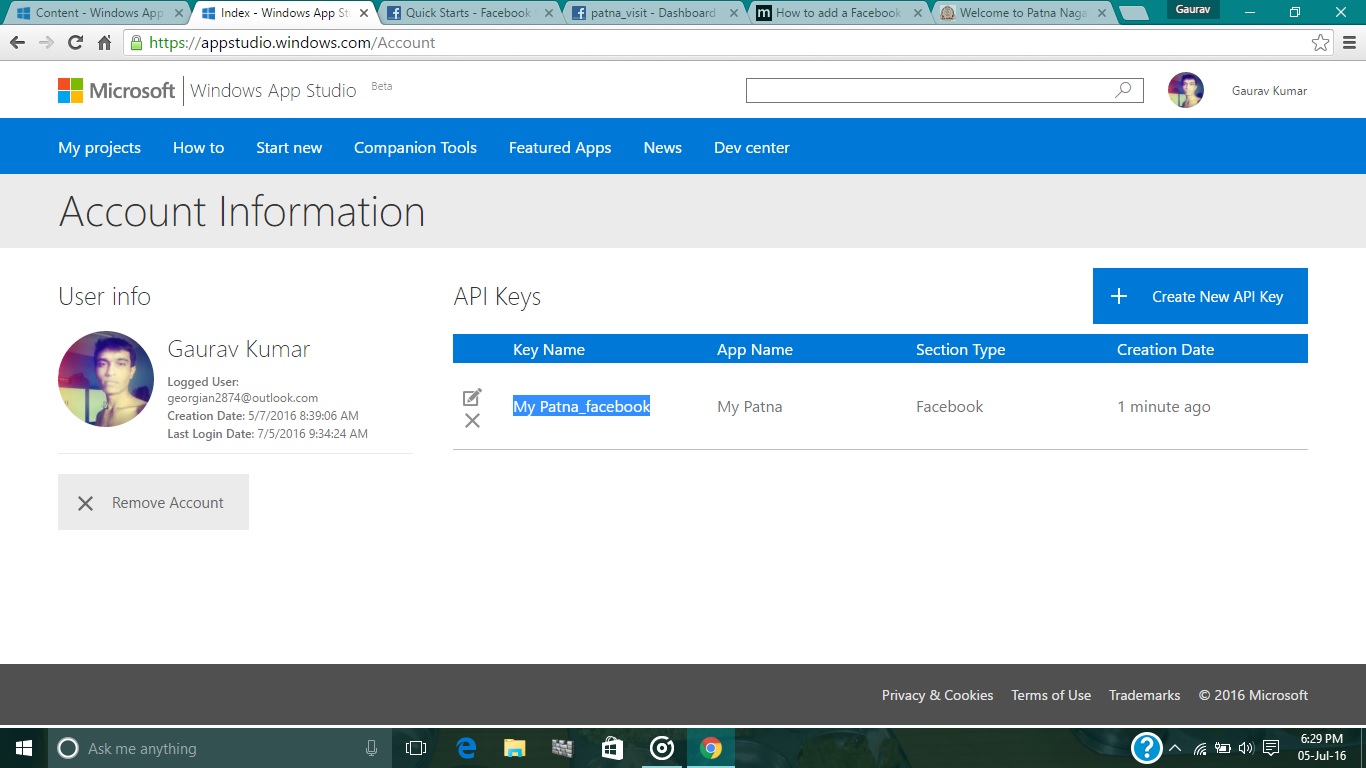 Content - Windows App
Index - Windows App St
Quick Starts - Facebook
patna_visit - Dashboard
m How to add a Facebook
Welcome to Patna Naga
Gaurav
https://appstudio.windows.com/Account
Microsoft Windows App Studio Beta
Gaurav Kumar
My projects How to Start new Companion Tools Featured Apps News Dev center
Account Information
User info
Gaurav Kumar
Logged User:
georgian2874@outlook.com
Creation Date: 5/7/2016 8:39:06 AM
Last Login Date: 7/5/2016 9:34:24 AM
Remove Account
API Keys
Create New API Key
Key Name App Name Section Type Creation Date
My Patna_facebook My Patna Facebook 1 minute ago
Privacy & Cookies Terms of Use Trademarks © 2016 Microsoft
Ask me anything
6:29 PM
05-Jul-16